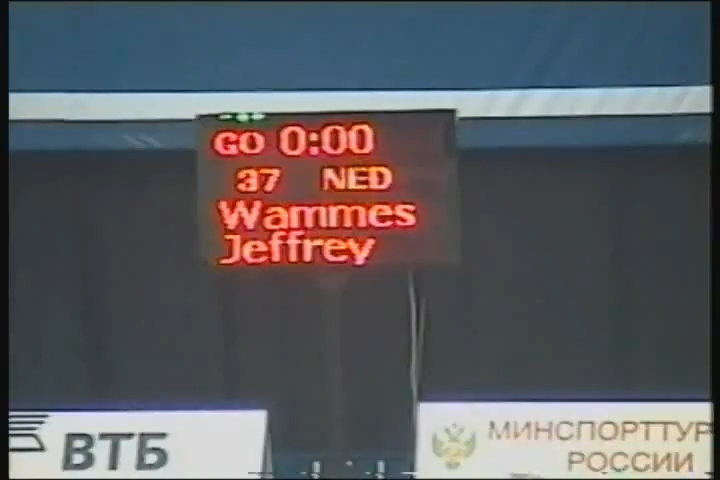 GO 0:00
37 NED
Wammes
Jeffrey
ВТБ
МИНСПОРТТУР
РОССИИ